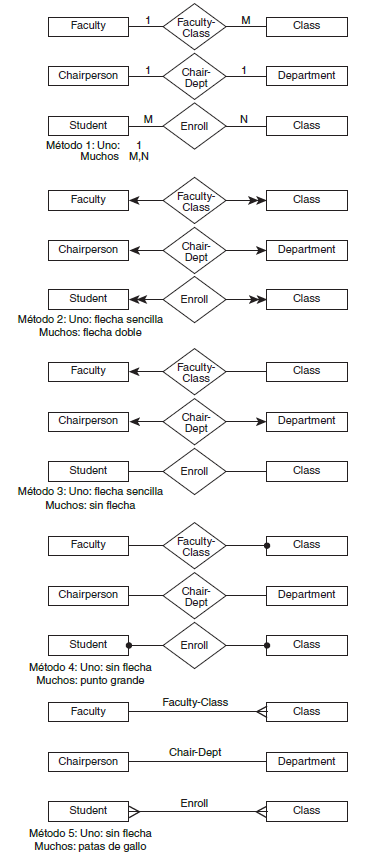 Faculty 1 Faculty- M Class
Class
Chairperson 1 Chair- 1 Department
Dept
Student M Enroll N Class
Método 1: Uno: 1
Muchos M,N
Faculty Faculty- Class
Class
Chairperson Chair- Department
Dept
Student Enroll Class
Método 2: Uno: flecha sencilla
Muchos: flecha doble
Faculty Faculty- Class
Class
Chairperson Chair- Department
Dept
Student Enroll Class
Método 3: Uno: flecha sencilla
Muchos: sin flecha
Faculty Faculty- Class
Class
Chairperson Chair- Department
Dept
Student Enroll Class
Método 4: Uno: sin flecha
Muchos: punto grande
Faculty Faculty-Class Class
Chairperson Chair-Dept Department
Student Enroll Class
Método 5: Uno: sin flecha
Muchos: patas de gallo